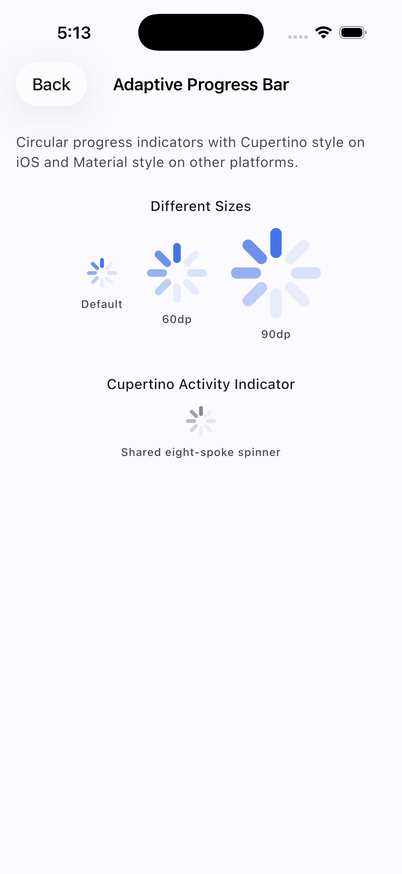 5:13
Back
Adaptive Progress Bar
Circular progress indicators with Cupertino style on
iOS and Material style on other platforms.
Different Sizes
Default
60dp
90dp
Cupertino Activity Indicator
Shared eight-spoke spinner